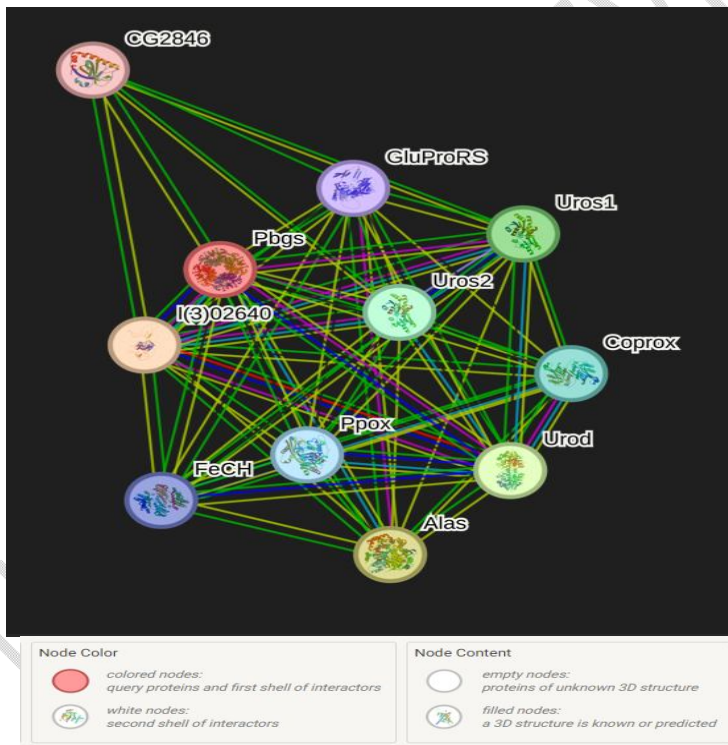 CG2846
GluProRS
Uros1
Pbgs
Uros2
l(3)02640
Coprox
Ppox
Urod
FeCH
Alas
Node Color
colored nodes:
query proteins and first shell of interactors
white nodes:
second shell of interactors
Node Content
empty nodes:
proteins of unknown 3D structure
filled nodes:
a 3D structure is known or predicted